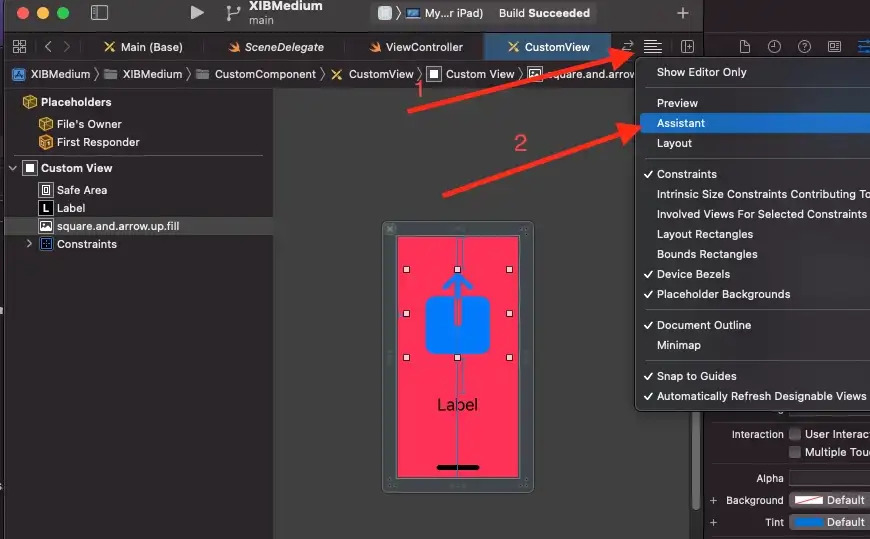 XIBMedium
main
My...r iPad)
Build Succeeded
Main (Base)
SceneDelegate
ViewController
CustomView
XIBMedium
XIBMedium
CustomComponent
CustomView
Custom View
square.and.arrow
1
2
Placeholders
File's Owner
First Responder
Custom View
Safe Area
L Label
square.and.arrow.up.fill
Constraints
Label
Show Editor Only
Preview
Assistant
Layout
Constraints
Intrinsic Size Constraints Contributing To
Involved Views For Selected Constraints
Layout Rectangles
Bounds Rectangles
Device Bezels
Placeholder Backgrounds
Document Outline
Minimap
Snap to Guides
Automatically Refresh Designable Views
Interaction
User Interac
Multiple Tou
Alpha
+ Background
Default
+ Tint
Default